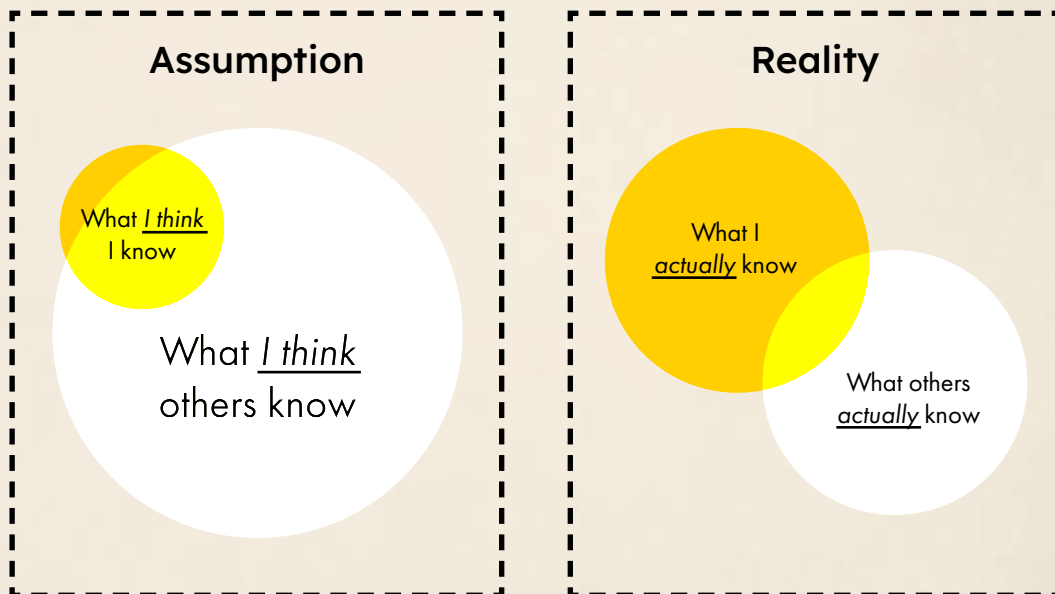 Assumption
What I think
I know
What I think
others know
Reality
What I
actually know
What others
actually know